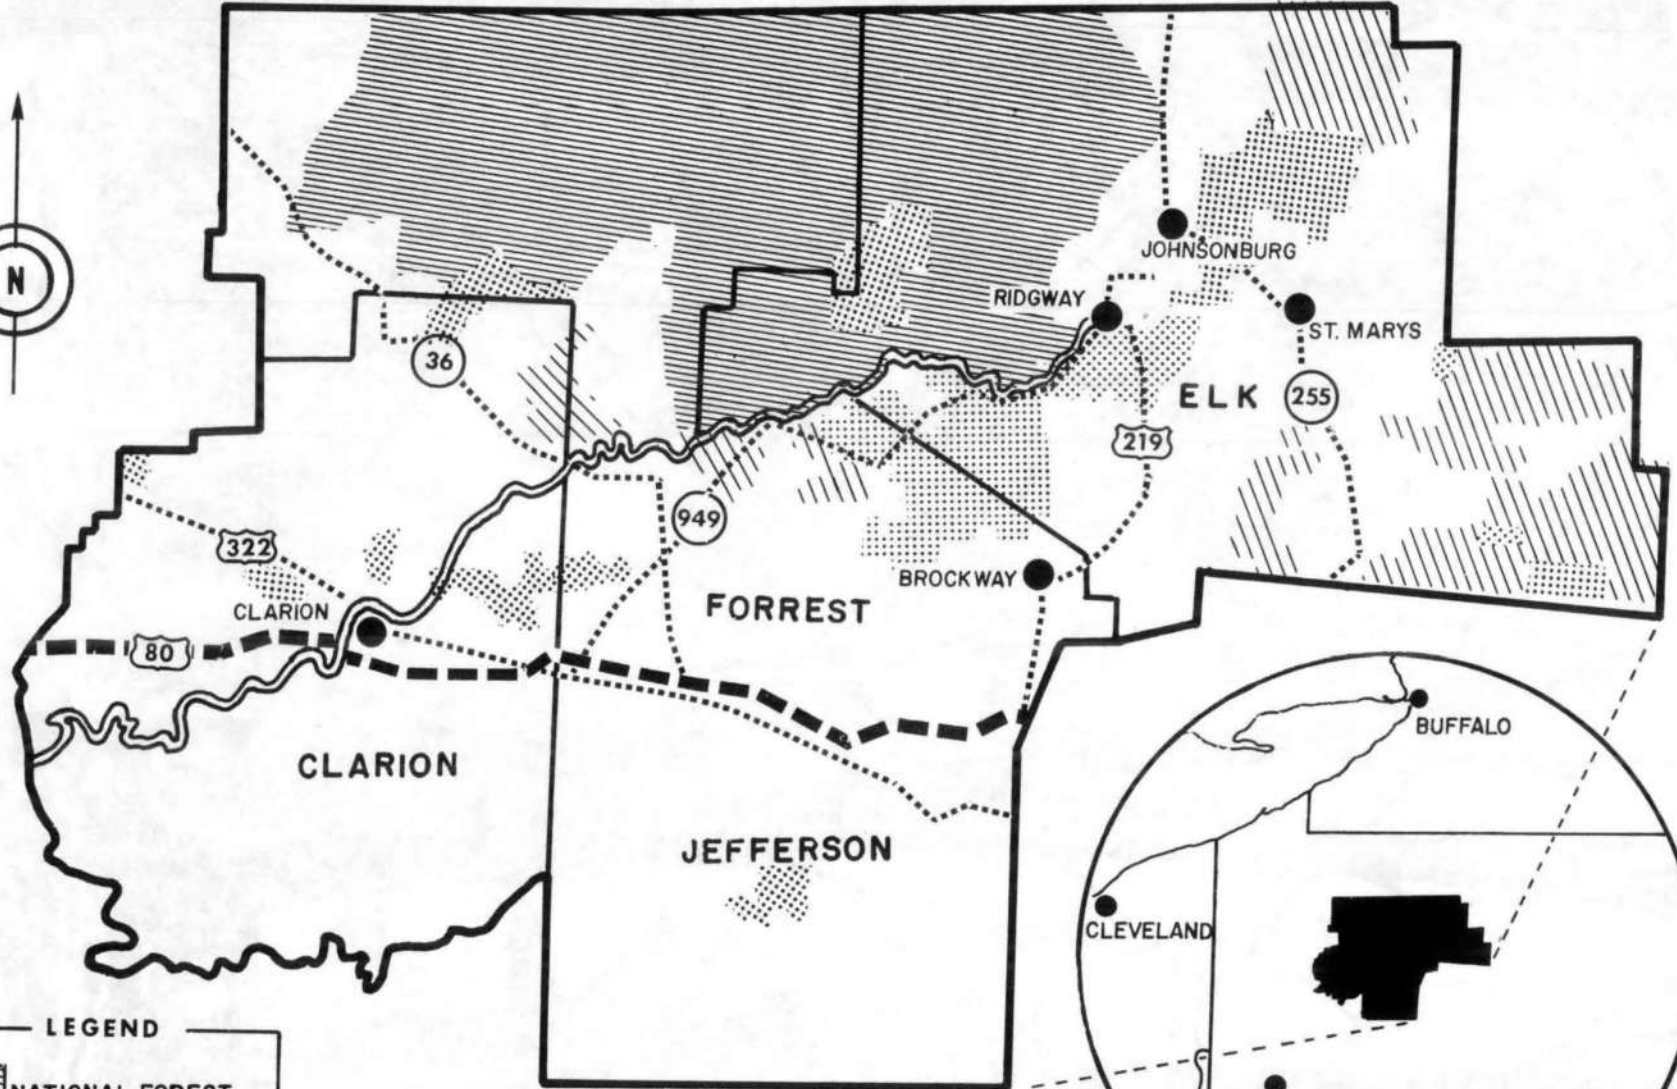 N
JOHNSONBURG
RIDGWAY
ST. MARYS
36
ELK
255
219
949
322
BROCKWAY
CLARION
FORREST
80
BUFFALO
CLARION
JEFFERSON
CLEVELAND
LEGEND
NATIONAL FOREST